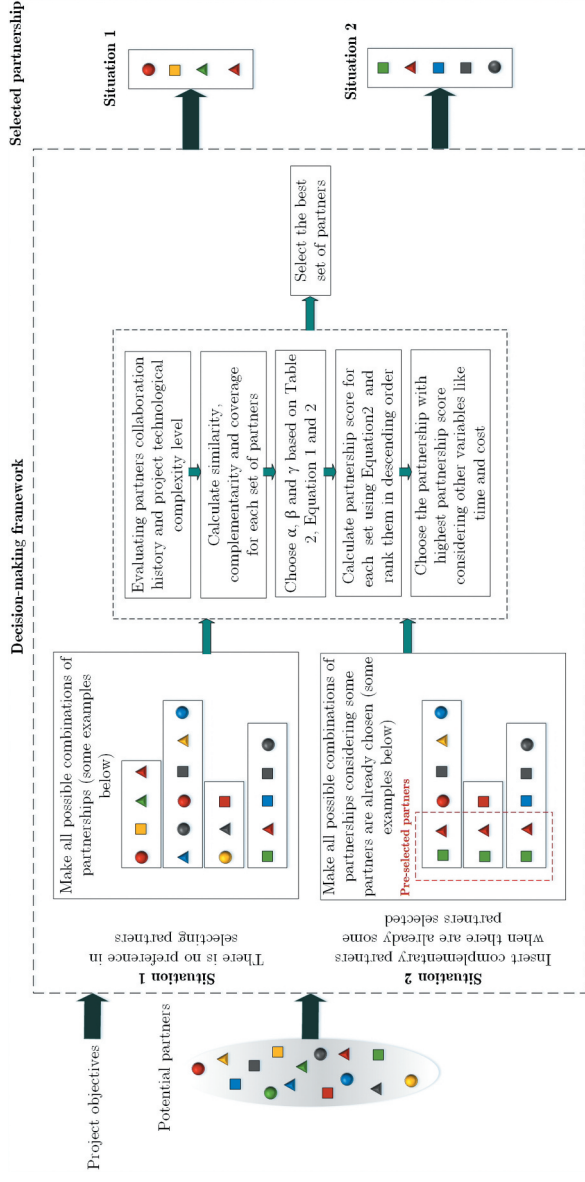 Decision-making framework
Selected partnership
Project objectives
Potential partners
Situation 1
There is no preference in
selecting partners
Make all possible combinations of
partnerships (some examples
below)
Situation 2
Insert complementary partners
when there are already some
partners selected
Make all possible combinations of
partnerships considering some
partners are already chosen (some
examples below)
Pre-selected partners
Evaluating partners collaboration
history and project technological
complexity level
Calculate similarity,
complementarity and coverage
for each set of partners
Choose α, β and γ based on Table
2, Equation 1 and 2
Calculate partnership score for
each set using Equation2 and
rank them in descending order
Choose the partnership with
highest partnership score
considering other variables like
time and cost
Select the best
set of partners
Situation 1
Situation 2